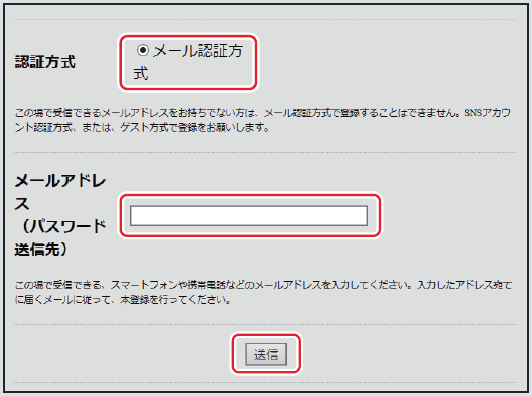 認証方式
メール認証方
式
この場で受信できるメールアドレスをお持ちでない方は、メール認証方式で登録することはできません。SNSアカウ
ント認証方式、または、ゲスト方式で登録をお願いします。
メールアドレ
ス
（パスワード
送信先）
この場で受信できる、スマートフォンや携帯電話などのメールアドレスを入力してください。入力したアドレス宛て
に届くメールに従って、本登録を行ってください。
送信